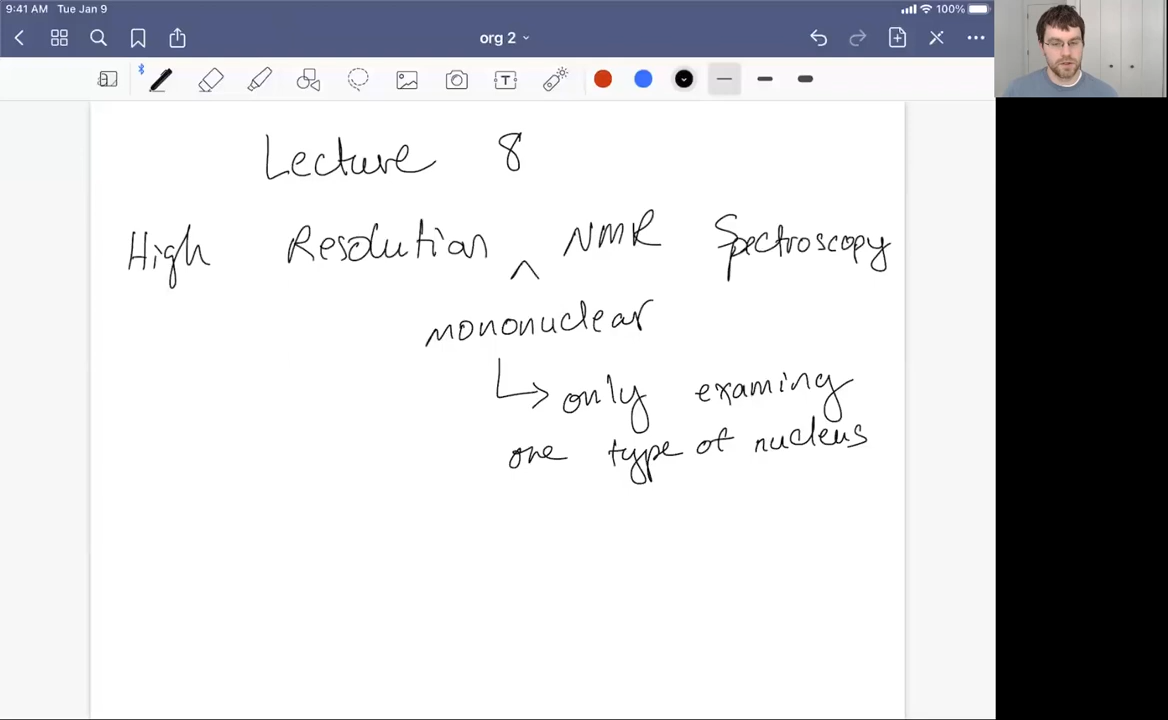 9:41 AM Tue Jan 9
100%
org 2
T
Lecture 8
High Resolution ^ NMR Spectroscopy
mononuclear
↳ only examing
one type of nucleus